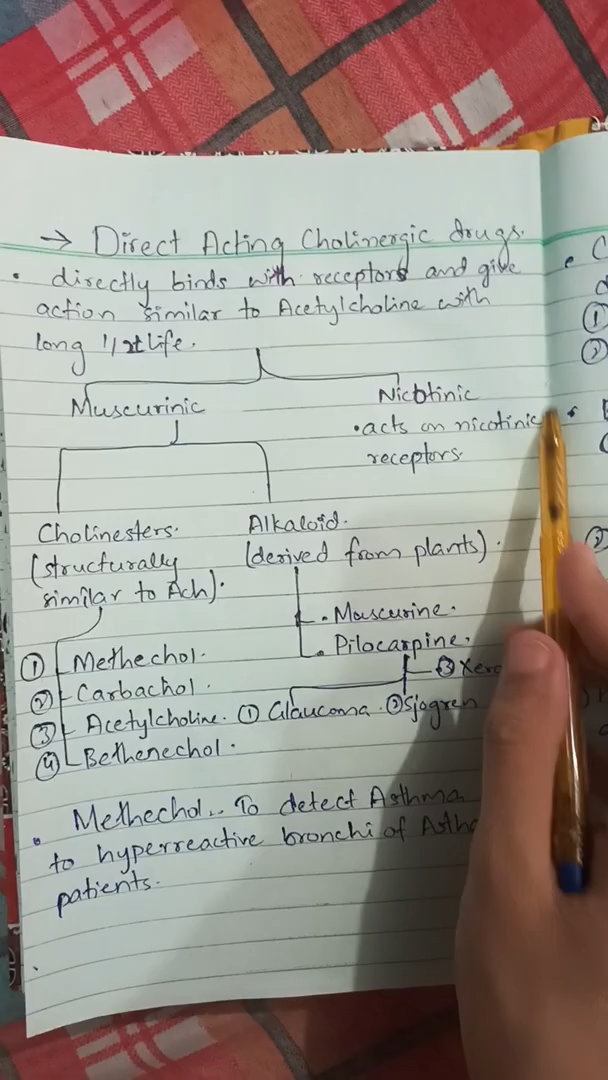 → Direct Acting Cholinergic drugs.
• directly binds with receptors and give
action similar to Acetylcholine with
long 1/2 life.
Muscurinic
Nicotinic
• acts on nicotinic
receptors.
Cholinesters.
(structurally
similar to Ach).
Alkaloid.
(derived from plants).
. Muscurine.
. Pilocarpine.
① Glaucoma. ② Sjogren
③
① Methechol.
② Carbachol.
③ Acetylcholine.
④ Bethenechol.
• Methechol.. To detect Asthma
to hyperreactive bronchi of
patients.